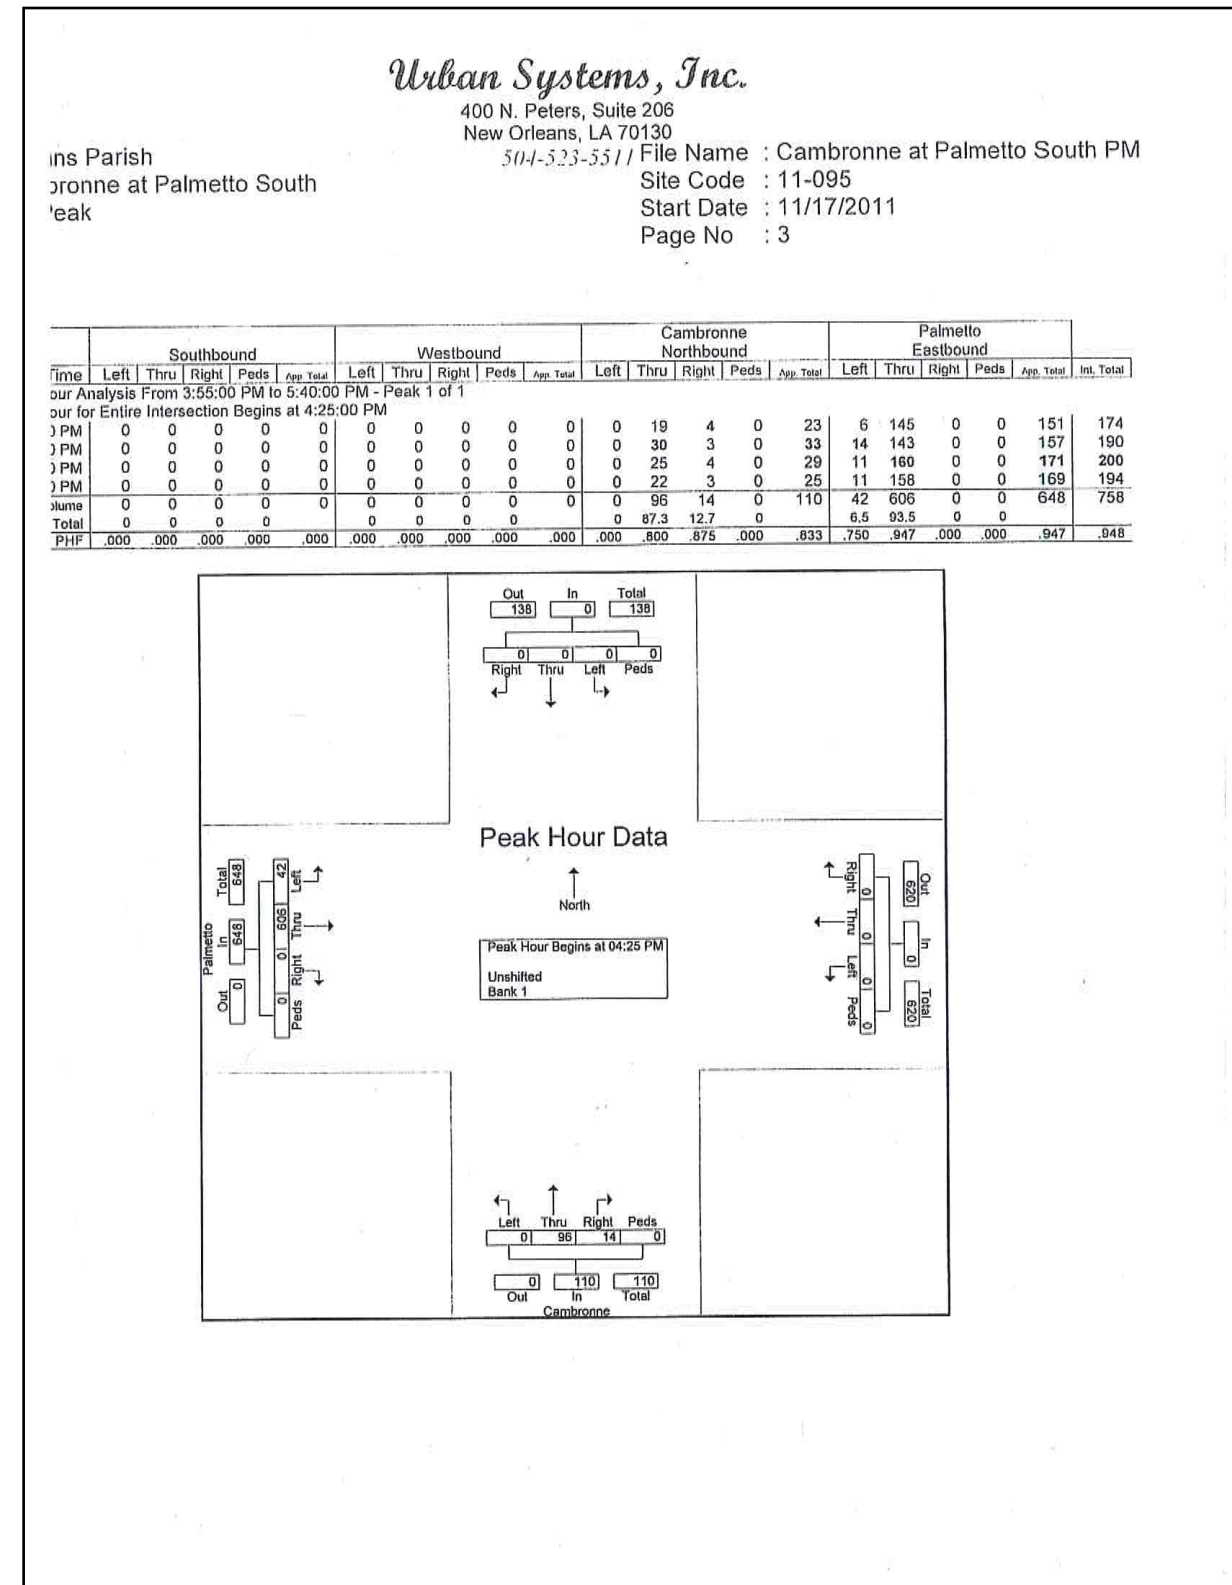 Urban Systems, Inc.
400 N. Peters, Suite 206
New Orleans, LA 70130
504-523-5511
ins Parish
bronne at Palmetto South
'eak
File Name : Cambronne at Palmetto South PM
Site Code : 11-095
Start Date : 11/17/2011
Page No : 3
Southbound Westbound Cambronne Northbound Palmetto Eastbound
Time Left Thru Right Peds App. Total Left Thru Right Peds App. Total Left Thru Right Peds App. Total Left Thru Right Peds App. Total Int. Total
our Analysis From 3:55:00 PM to 5:40:00 PM - Peak 1 of 1
our for Entire Intersection Begins at 4:25:00 PM
0 PM 0 0 0 0 0 0 0 0 0 0 0 19 4 0 23 6 145 0 0 151 174
0 PM 0 0 0 0 0 0 0 0 0 0 0 30 3 0 33 14 143 0 0 157 190
0 PM 0 0 0 0 0 0 0 0 0 0 0 25 4 0 29 11 160 0 0 171 200
0 PM 0 0 0 0 0 0 0 0 0 0 0 22 3 0 25 11 158 0 0 169 194
olume 0 0 0 0 0 0 0 0 0 0 0 96 14 0 110 42 606 0 0 648 758
Total 0 0 0 0 0 0 0 0 0 87.3 12.7 0 6.5 93.5 0 0
PHF .000 .000 .000 .000 .000 .000 .000 .000 .000 .000 .000 .800 .875 .000 .833 .750 .947 .000 .000 .947 .948
Out In Total
138 0 138
0 0 0 0
Right Thru Left Peds
Peak Hour Data
North
Peak Hour Begins at 04:25 PM
Unshifted
Bank 1
Palmetto
Out In Total
0 648 648
42 606 0 0
Left Thru Right Peds
Right Thru Left Peds
0 0 0 0
Out In Total
620 0 620
Left Thru Right Peds
0 96 14 0
0 110 110
Out In Total
Cambronne